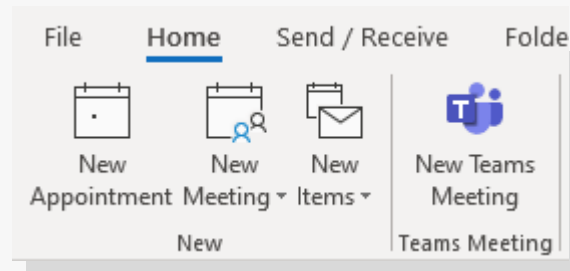 File Home Send / Receive Folde
T
New New New New Teams
Appointment Meeting Items Meeting
New Teams Meeting